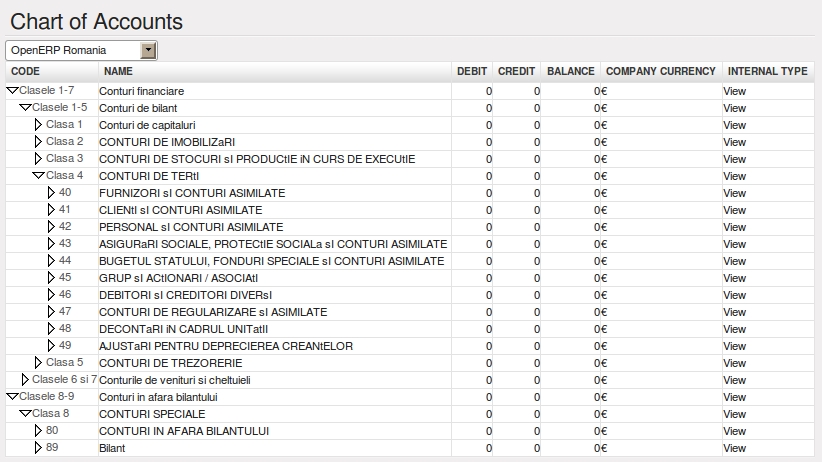 Chart of Accounts
OpenERP Romania
CODE NAME DEBIT CREDIT BALANCE COMPANY CURRENCY INTERNAL TYPE
Clasele 1-7 Conturi financiare 0 0 0 € View
Clasele 1-5 Conturi de bilant 0 0 0 € View
Clasa 1 Conturi de capitaluri 0 0 0 € View
Clasa 2 CONTURI DE IMOBILIZaRI 0 0 0 € View
Clasa 3 CONTURI DE STOCURI sI PRODUCtIE iN CURS DE EXECUtIE 0 0 0 € View
Clasa 4 CONTURI DE TERtI 0 0 0 € View
40 FURNIZORI sI CONTURI ASIMILATE 0 0 0 € View
41 CLIENtI sI CONTURI ASIMILATE 0 0 0 € View
42 PERSONAL sI CONTURI ASIMILATE 0 0 0 € View
43 ASIGURaRI SOCIALE, PROTECtIE SOCIALa sI CONTURI ASIMILATE 0 0 0 € View
44 BUGETUL STATULUI, FONDURI SPECIALE sI CONTURI ASIMILATE 0 0 0 € View
45 GRUP sI ACtIONARI / ASOCIAtI 0 0 0 € View
46 DEBITORI sI CREDITORI DIVERsI 0 0 0 € View
47 CONTURI DE REGULARIZARE sI ASIMILATE 0 0 0 € View
48 DECONTaRI iN CADRUL UNITatII 0 0 0 € View
49 AJUSTaRI PENTRU DEPRECIEREA CREANtELOR 0 0 0 € View
Clasa 5 CONTURI DE TREZORERIE 0 0 0 € View
Clasele 6 si 7 Conturile de venituri si cheltuieli 0 0 0 € View
Clasele 8-9 Conturi in afara bilantului 0 0 0 € View
Clasa 8 CONTURI SPECIALE 0 0 0 € View
80 CONTURI IN AFARA BILANTULUI 0 0 0 € View
89 Bilant 0 0 0 € View